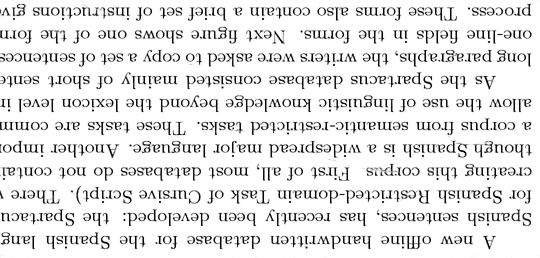 A new offline handwritten database for the Spanish lang
Spanish sentences, has recently been developed: the Spartacu
for Spanish Restricted-domain Task of Cursive Script). There w
creating this corpus First of all, most databases do not contai
though Spanish is a widespread major language. Another impor
a corpus from semantic-restricted tasks. These tasks are comm
allow the use of linguistic knowledge beyond the lexicon level i
As the Spartacus database consisted mainly of short sente
long paragraphs, the writers were asked to copy a set of sentences
one-line fields in the forms. Next figure shows one of the form
process. These forms also contain a brief set of instructions giv